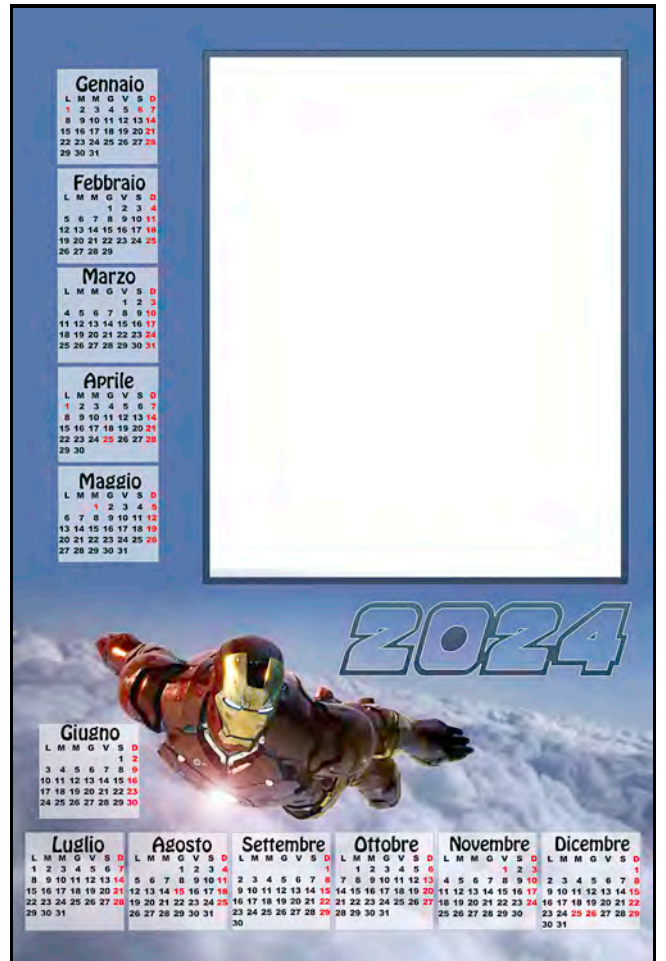 Gennaio
L M M G V S D
1 2 3 4 5 6 7
8 9 10 11 12 13 14
15 16 17 18 19 20 21
22 23 24 25 26 27 28
29 30 31
Febbraio
L M M G V S D
1 2 3 4
5 6 7 8 9 10 11
12 13 14 15 16 17 18
19 20 21 22 23 24 25
26 27 28 29
Marzo
L M M G V S D
1 2 3
4 5 6 7 8 9 10
11 12 13 14 15 16 17
18 19 20 21 22 23 24
25 26 27 28 29 30 31
Aprile
L M M G V S D
1 2 3 4 5 6 7
8 9 10 11 12 13 14
15 16 17 18 19 20 21
22 23 24 25 26 27 28
29 30
Maggio
L M M G V S D
1 2 3 4 5
6 7 8 9 10 11 12
13 14 15 16 17 18 19
20 21 22 23 24 25 26
27 28 29 30 31
2024
Giugno
L M M G V S D
1 2
3 4 5 6 7 8 9
10 11 12 13 14 15 16
17 18 19 20 21 22 23
24 25 26 27 28 29 30
Luglio
L M M G V S D
1 2 3 4 5 6 7
8 9 10 11 12 13 14
15 16 17 18 19 20 21
22 23 24 25 26 27 28
29 30 31
Agosto
L M M G V S D
1 2 3 4
5 6 7 8 9 10 11
12 13 14 15 16 17 18
19 20 21 22 23 24 25
26 27 28 29 30 31
Settembre
L M M G V S D
1
2 3 4 5 6 7 8
9 10 11 12 13 14 15
16 17 18 19 20 21 22
23 24 25 26 27 28 29
30
Ottobre
L M M G V S D
1 2 3 4 5 6
7 8 9 10 11 12 13
14 15 16 17 18 19 20
21 22 23 24 25 26 27
28 29 30 31
Novembre
L M M G V S D
1 2 3
4 5 6 7 8 9 10
11 12 13 14 15 16 17
18 19 20 21 22 23 24
25 26 27 28 29 30
Dicembre
L M M G V S D
1
2 3 4 5 6 7 8
9 10 11 12 13 14 15
16 17 18 19 20 21 22
23 24 25 26 27 28 29
30 31